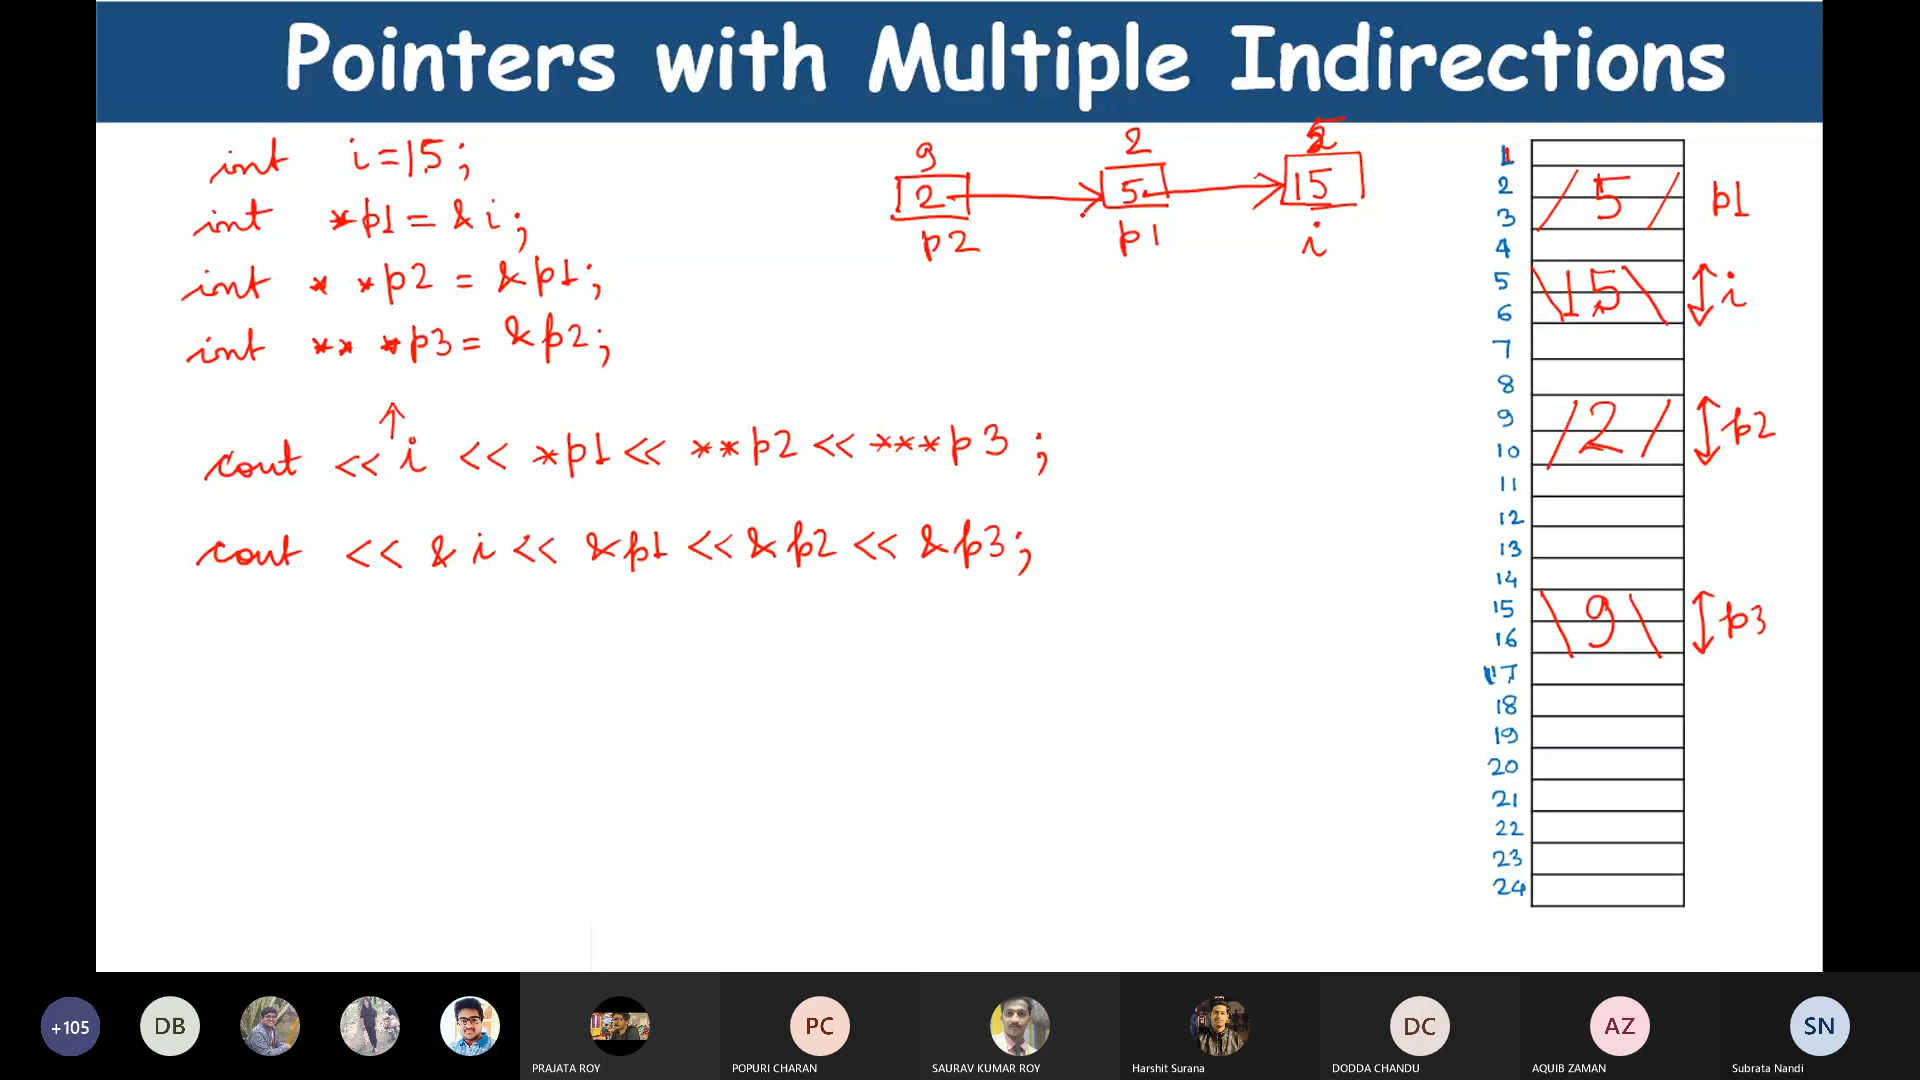 Pointers with Multiple Indirections
int i=15;
int *p1 = &i;
int * *p2 = &p1;
int ** *p3 = &p2;
cout << i << *p1 << **p2 << ***p3 ;
cout << &i << &p1 << &p2 << &p3;
9 2
2 5 15
p2 p1 i
1
2 5 p1
3
4
5 15 i
6
7
8
9 2 p2
10
11
12
13
14
15 9 p3
16
17
18
19
20
21
22
23
24
+105 DB PC DC AZ SN
PRAJATA ROY POPURI CHARAN SAURAV KUMAR ROY Harshit Surana DODDA CHANDU AQUIB ZAMAN Subrata Nandi